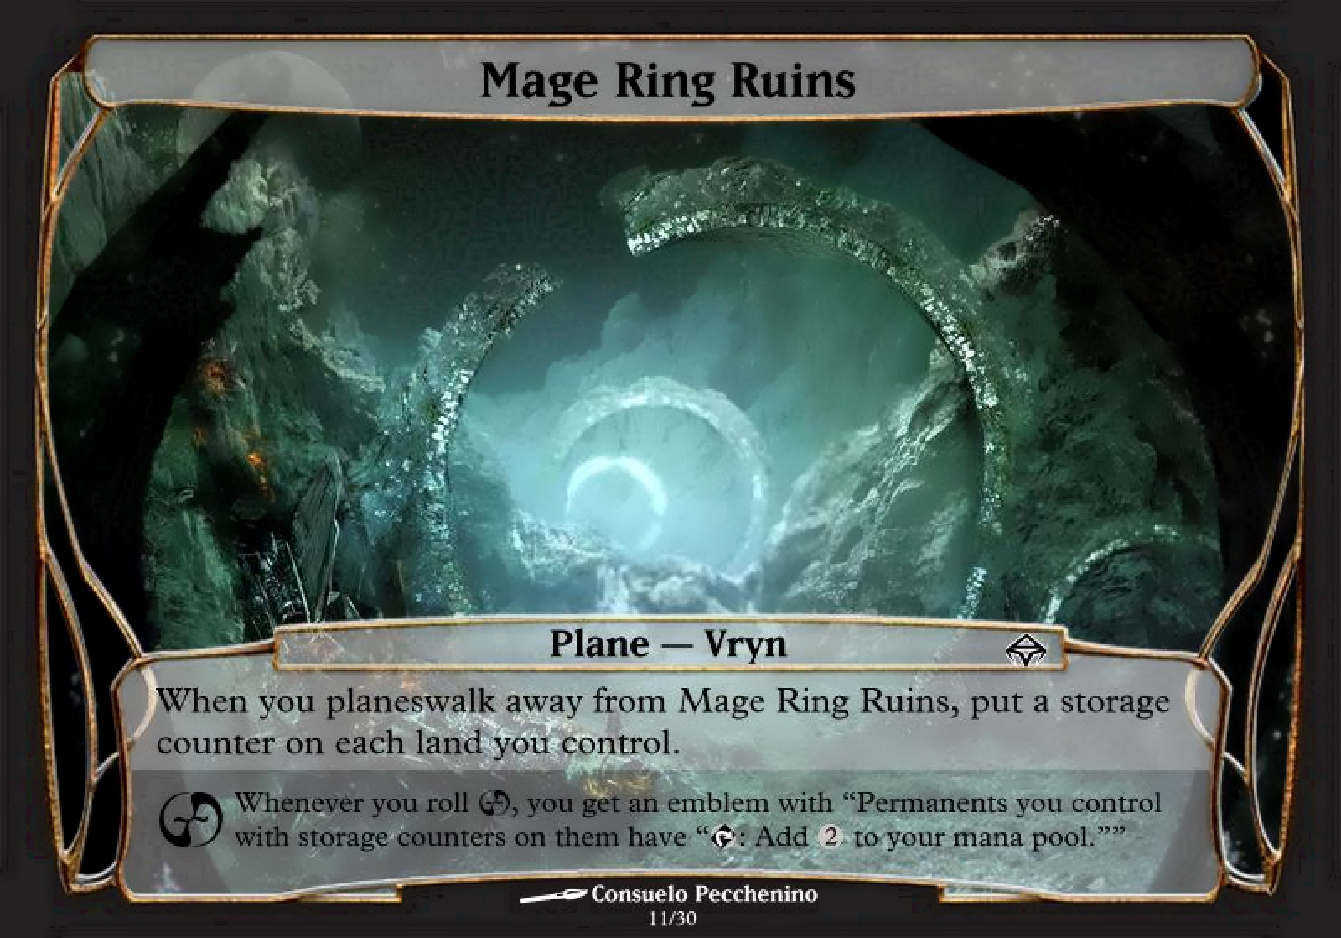 Mage Ring Ruins
Plane — Vryn
When you planeswalk away from Mage Ring Ruins, put a storage
counter on each land you control.
Whenever you roll , you get an emblem with “Permanents you control
with storage counters on them have “: Add 2 to your mana pool.””
Consuelo Pecchenino
11/30